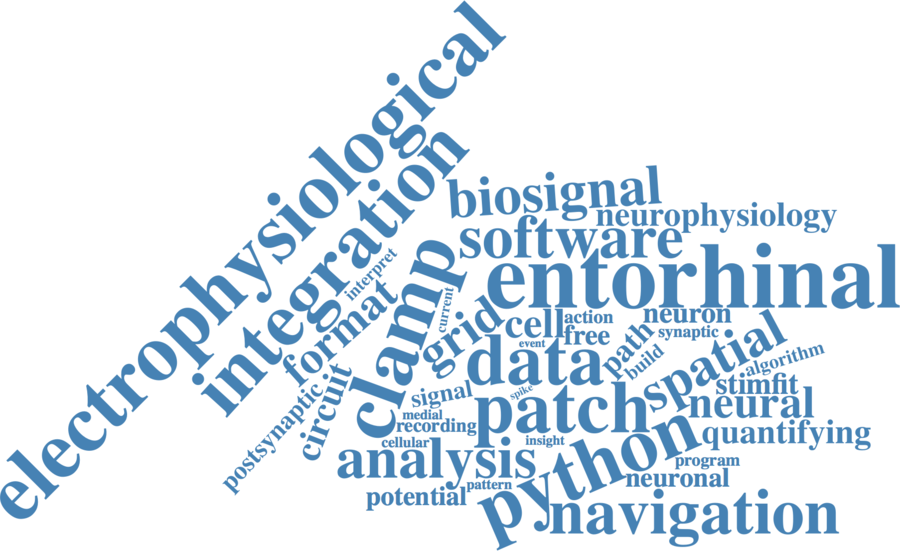 electrophysiological
integration
biosignal
neurophysiology
software
entorhinal
interpret
format
clamp
current
grid
cell
action
free
event
neuron
synaptic
path
build
data
spatial
algorithm
stimfit
neural
signal
spike
patch
medial
recording
circuit
postsynaptic
cellular
insight
python
quantifying
analysis
program
neuronal
pattern
potential
navigation